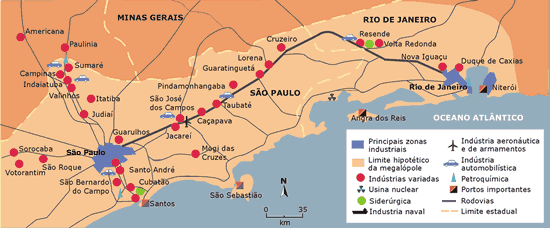 MINAS GERAIS
RIO DE JANEIRO
Americana
Paulinia
Sumaré
Campinas
Indaiatuba
Valinhos
Itatiba
Judiaí
Cruzeiro
Lorena
Guaratinguetá
Pindamonhangaba
SÃO PAULO
São José
dos Campos
Taubaté
Caçapava
Jacareí
Guarulhos
Mogi das
Cruzes
Sorocaba
São Roque
Votorantim
São Paulo
Santo André
São Bernardo
do Campo
Cubatão
Santos
São Sebastião
Resende
Volta Redonda
Nova Iguaçu
Duque de Caxias
Rio de Janeiro
Niterói
Angra dos Reis
OCEANO ATLÂNTICO
N
0
35
km
Principais zonas
industriais
Limite hipotético
da megalópole
Indústrias variadas
Usina nuclear
Siderúrgica
Industria naval
Indústria aeronáutica
e de armamentos
Indústria
automobilística
Petroquímica
Portos importantes
Rodovias
Limite estadual